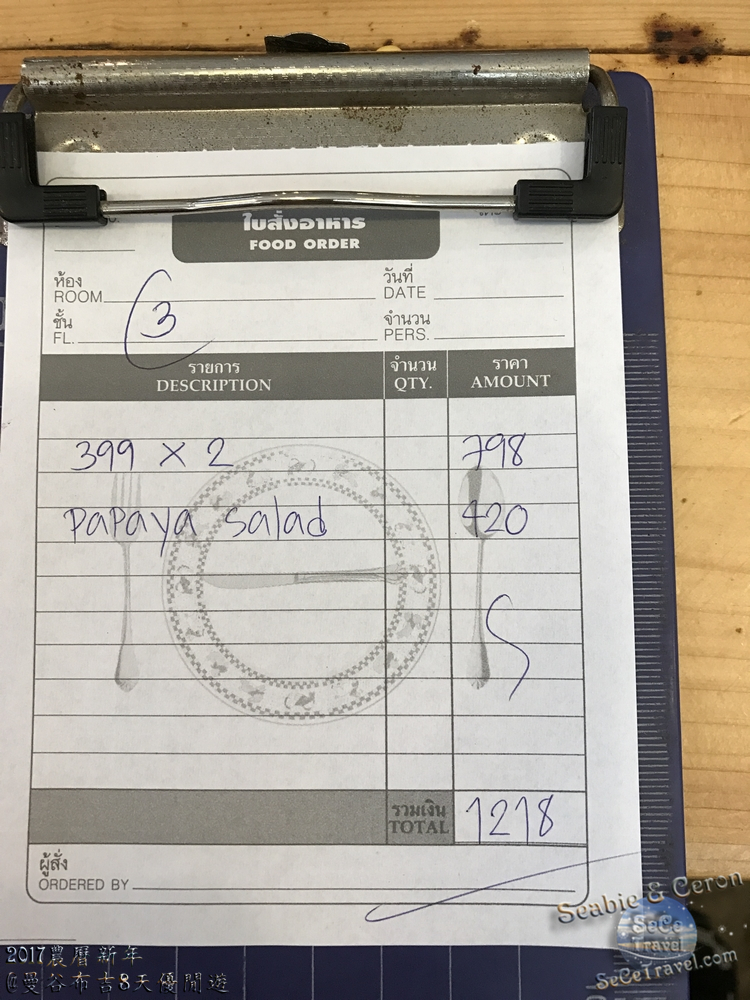 ใบสั่งอาหาร
FOOD ORDER
ห้อง
ROOM
วันที่
DATE
3
ชั้น
FL.
จำนวน
PERS.
รายการ จำนวน ราคา
DESCRIPTION QTY. AMOUNT
399 x 2 798
papaya salad 420
รวมเงิน
TOTAL 1218
ผู้สั่ง
ORDERED BY
Seabie & Ceron
SeCe
Travel
SeCeTravel.com
2017農曆新年
@曼谷布吉8天優閒遊